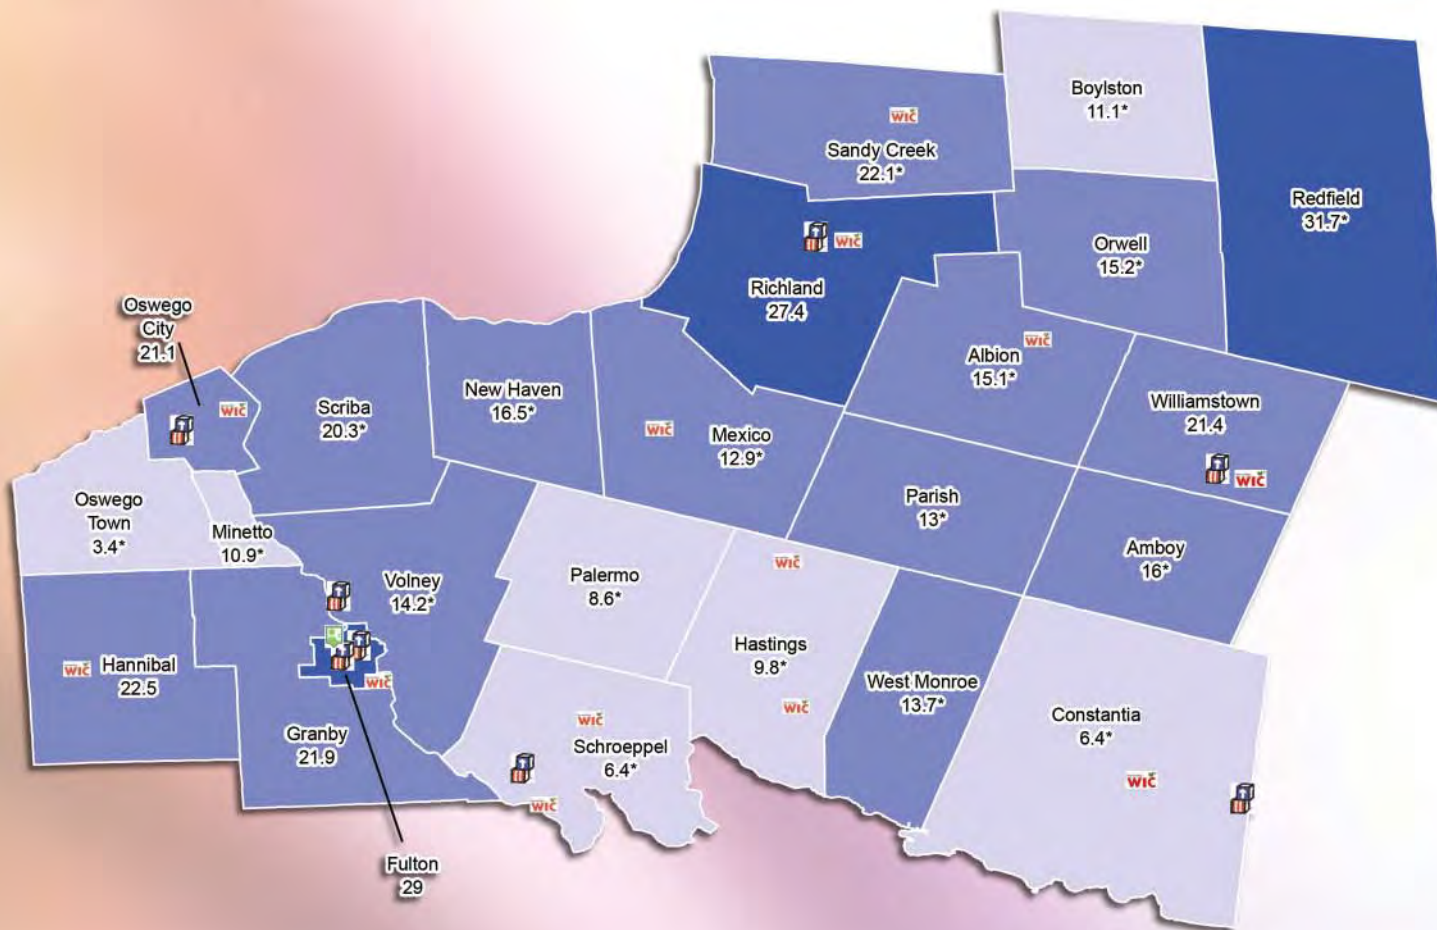 Boylston
11.1*
WIC
Sandy Creek
22.1*
Redfield
31.7*
WIC
Orwell
15.2*
Richland
27.4
Oswego
City
21.1
WIC
Albion
15.1*
New Haven
16.5*
Williamstown
21.4
WIC
Scriba
20.3*
WIC
Mexico
12.9*
WIC
Oswego
Town
3.4*
Parish
13*
Minetto
10.9*
Amboy
16*
WIC
Palermo
8.6*
Volney
14.2*
Hastings
9.8*
WIC
Hannibal
22.5
WIC
West Monroe
13.7*
WIC
Constantia
6.4*
WIC
Granby
21.9
WIC
Schroeppel
6.4*
WIC
WIC
Fulton
29